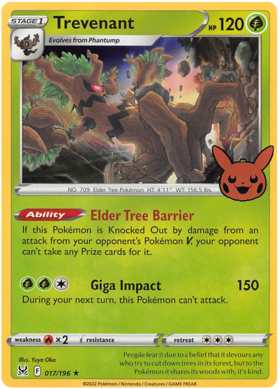 STAGE 1 Trevenant HP 120
Evolves from Phantump
NO. 709 Elder Tree Pokémon HT: 4'11" WT: 156.5 lbs.
Ability Elder Tree Barrier
If this Pokémon is Knocked Out by damage from an
attack from your opponent's Pokémon V, your opponent
can't take any Prize cards for it.
Giga Impact 150
During your next turn, this Pokémon can't attack.
weakness ×2 resistance retreat
Illus. Yuya Oka
F 017/196 ★
People fear it due to a belief that it devours any
who try to cut down trees in its forest, but to the
Pokémon it shares its woods with, it's kind.
©2022 Pokémon / Nintendo / Creatures / GAME FREAK